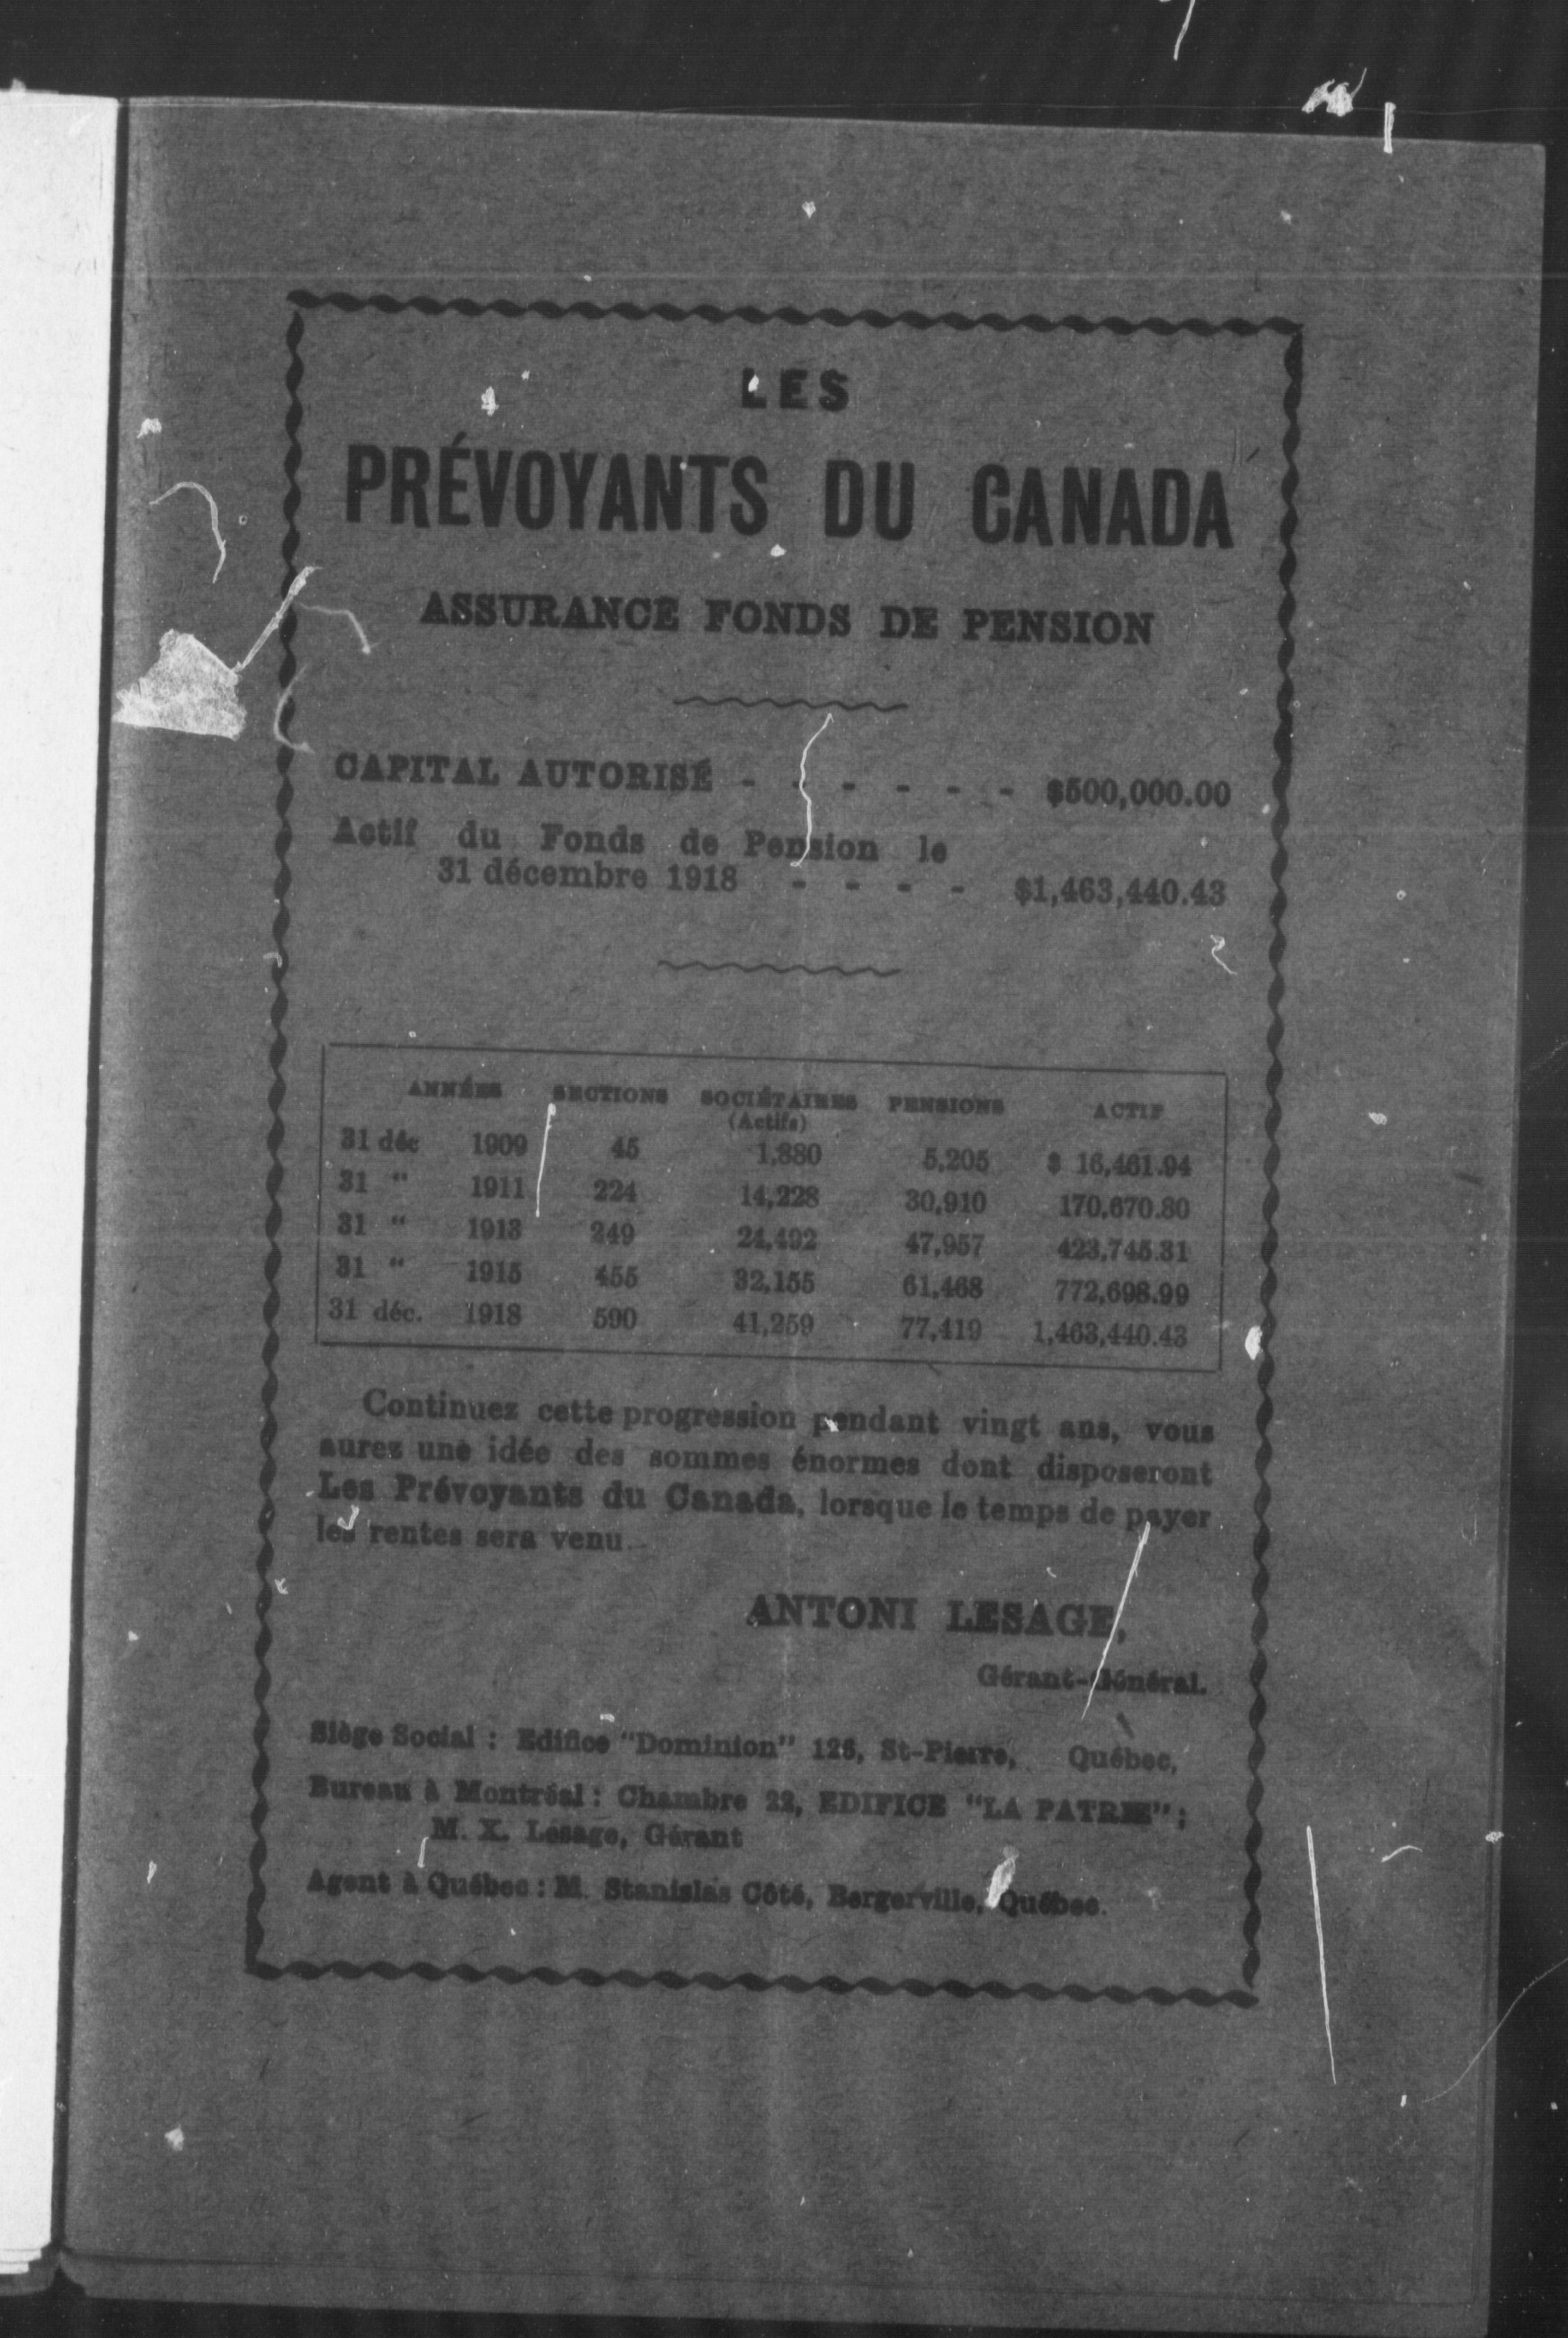 LES
PRÉVOYANTS DU CANADA
ASSURANCE FONDS DE PENSION
CAPITAL AUTORISÉ - - - - - - $500,000.00
Actif du Fonds de Pension le
31 décembre 1918 - - - - $1,463,440.43
ANNÉES SECTIONS SOCIÉTAIRES PENSIONS ACTIF
(Actifs)
31 déc 1909 45 1,880 5,205 $ 16,461.94
31 " 1911 224 14,228 30,910 170,670.80
31 " 1913 249 24,492 47,957 423,745.31
31 " 1915 455 32,155 61,468 772,698.99
31 déc. 1918 590 41,259 77,419 1,463,440.43
Continuez cette progression pendant vingt ans, vous
aurez une idée des sommes énormes dont disposeront
Les Prévoyants du Canada, lorsque le temps de payer
les rentes sera venu.
ANTONI LESAGE,
Gérant-Général.
Siège Social : Edifice "Dominion" 126, St-Pierre, Québec,
Bureau à Montréal : Chambre 22, EDIFICE "LA PATRIE" ;
M. X. Lesage, Gérant
Agent à Québec : M. Stanislas Côté, Bergerville, Québec.